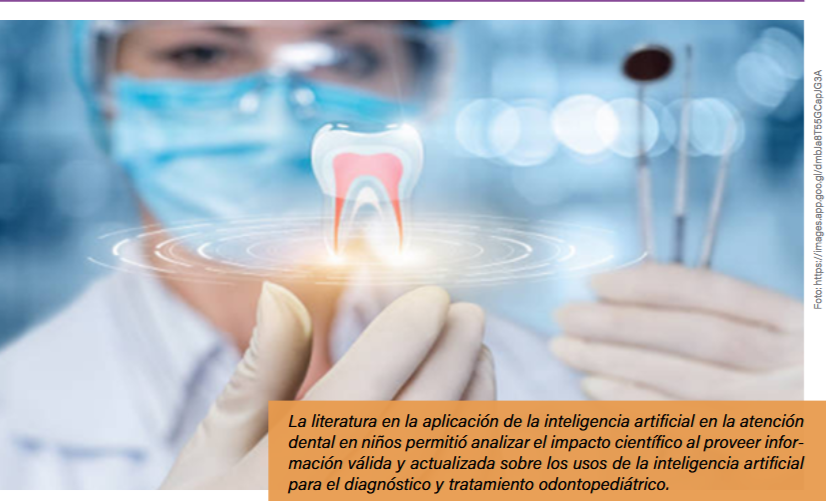 La literatura en la aplicación de la inteligencia artificial en la atención
dental en niños permitió analizar el impacto científico al proveer infor-
mación válida y actualizada sobre los usos de la inteligencia artificial
para el diagnóstico y tratamiento odontopediátrico.
Foto: https://images.app.goo.gl/dmbJa8T55GCapJG3A